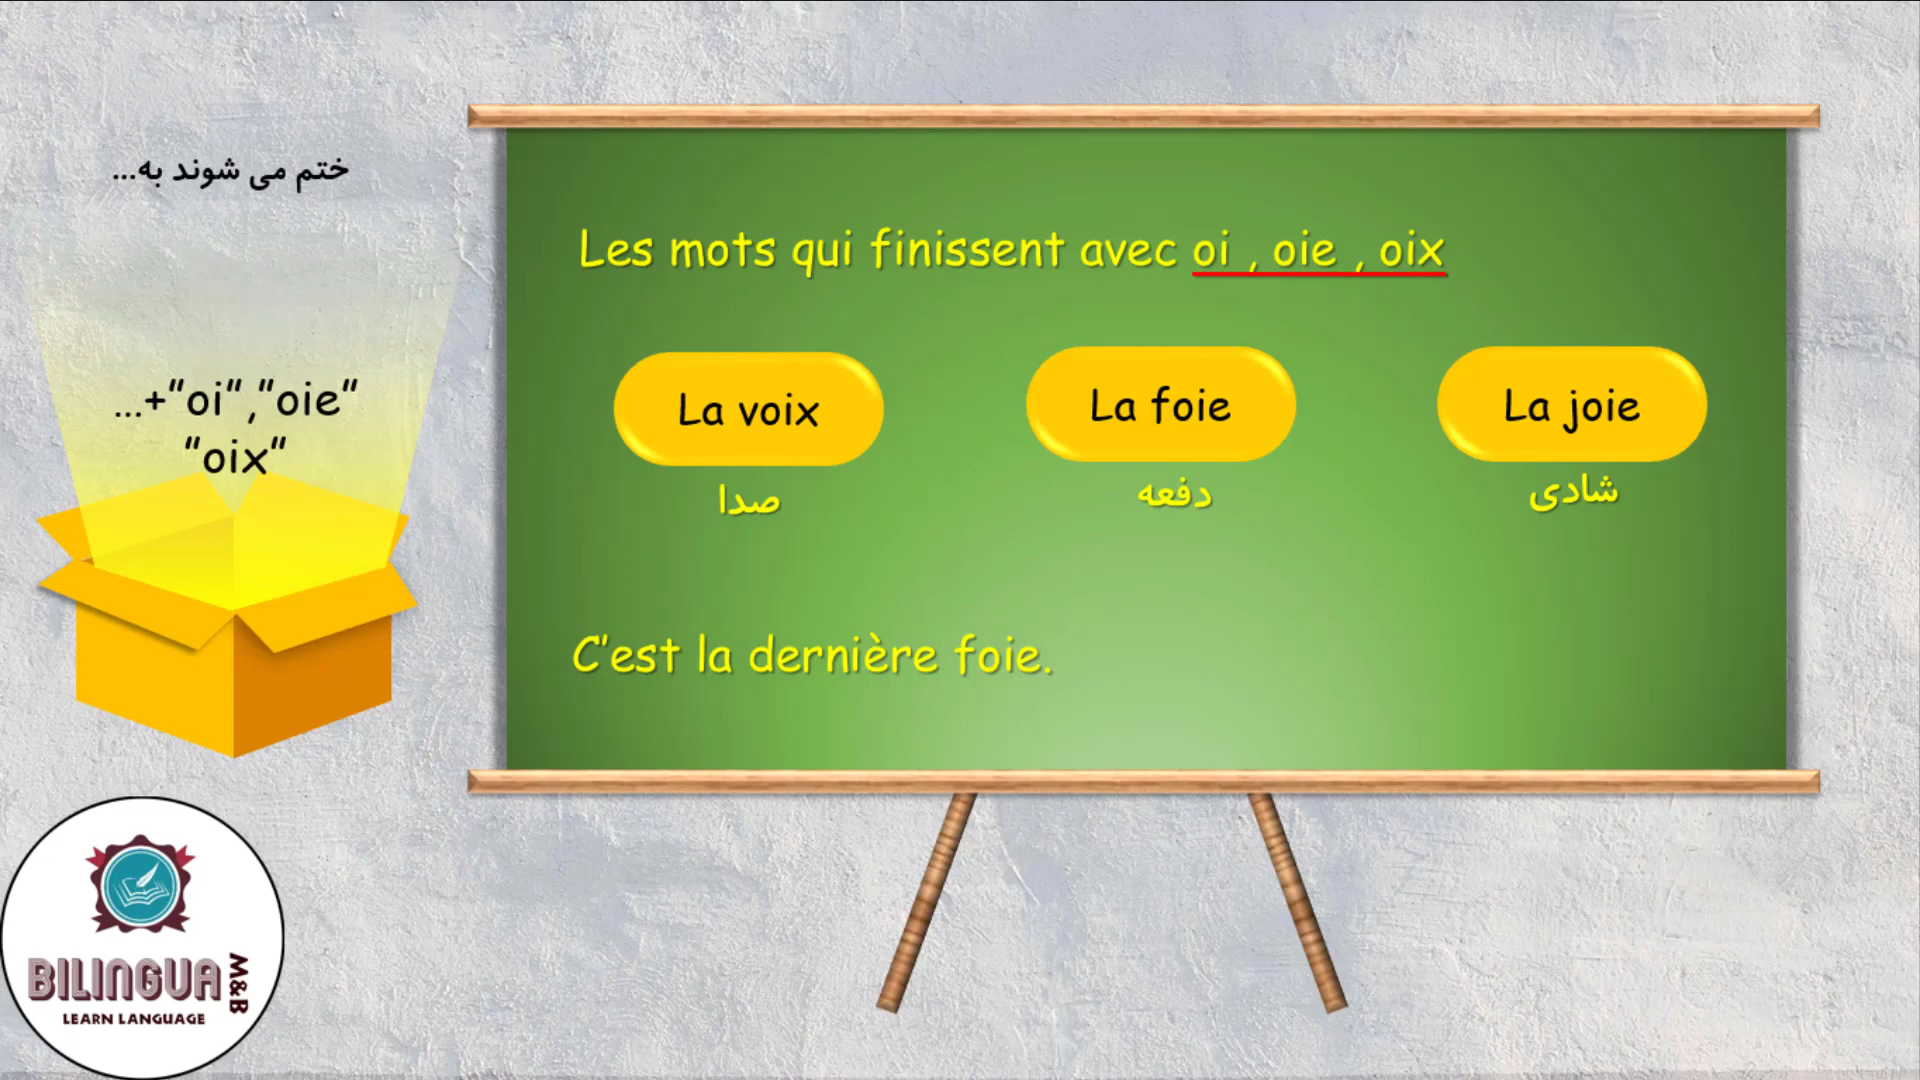 ختم می شوند به...
...+"oi","oie"
"oix"
Les mots qui finissent avec oi , oie , oix
La voix
La foie
La joie
صدا
دفعه
شادی
C'est la dernière foie.
BILINGUA
M&B
LEARN LANGUAGE